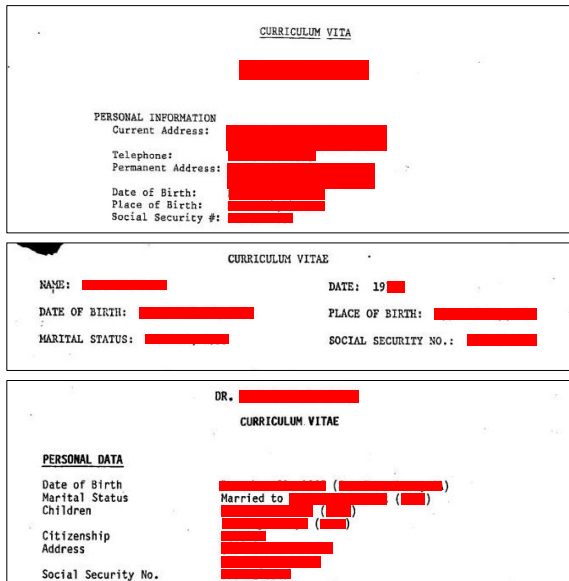 CURRICULUM VITA
PERSONAL INFORMATION
Current Address:
Telephone:
Permanent Address:
Date of Birth:
Place of Birth:
Social Security #:
CURRICULUM VITAE
NAME: DATE: 19
DATE OF BIRTH: PLACE OF BIRTH:
MARITAL STATUS: SOCIAL SECURITY NO.:
DR.
CURRICULUM VITAE
PERSONAL DATA
Date of Birth ( )
Marital Status Married to ( )
Children ( )
( )
Citizenship
Address
Social Security No.